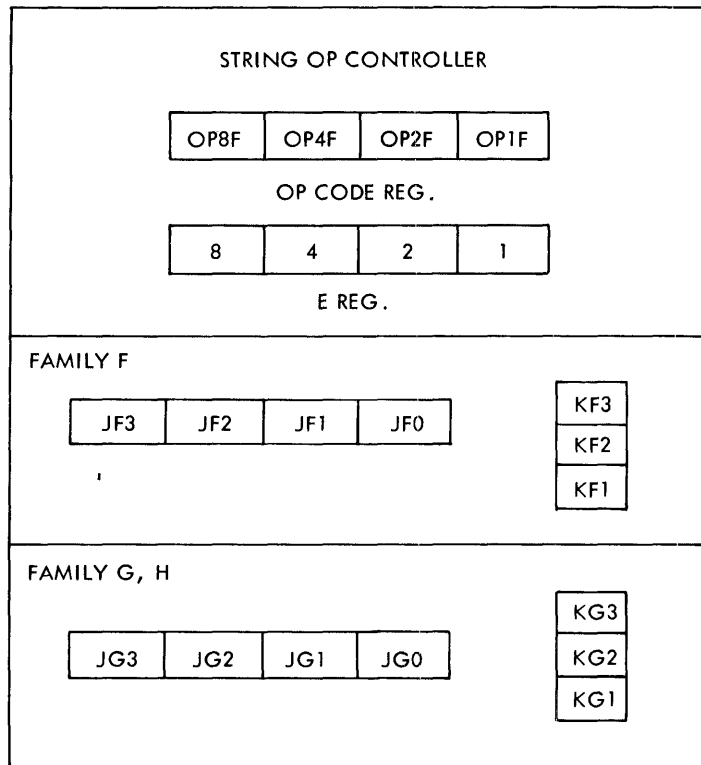 STRING OP CONTROLLER
OP8F OP4F OP2F OP1F
OP CODE REG.
8 4 2 1
E REG.
FAMILY F
JF3 JF2 JF1 JF0
KF3
KF2
KF1
FAMILY G, H
JG3 JG2 JG1 JG0
KG3
KG2
KG1